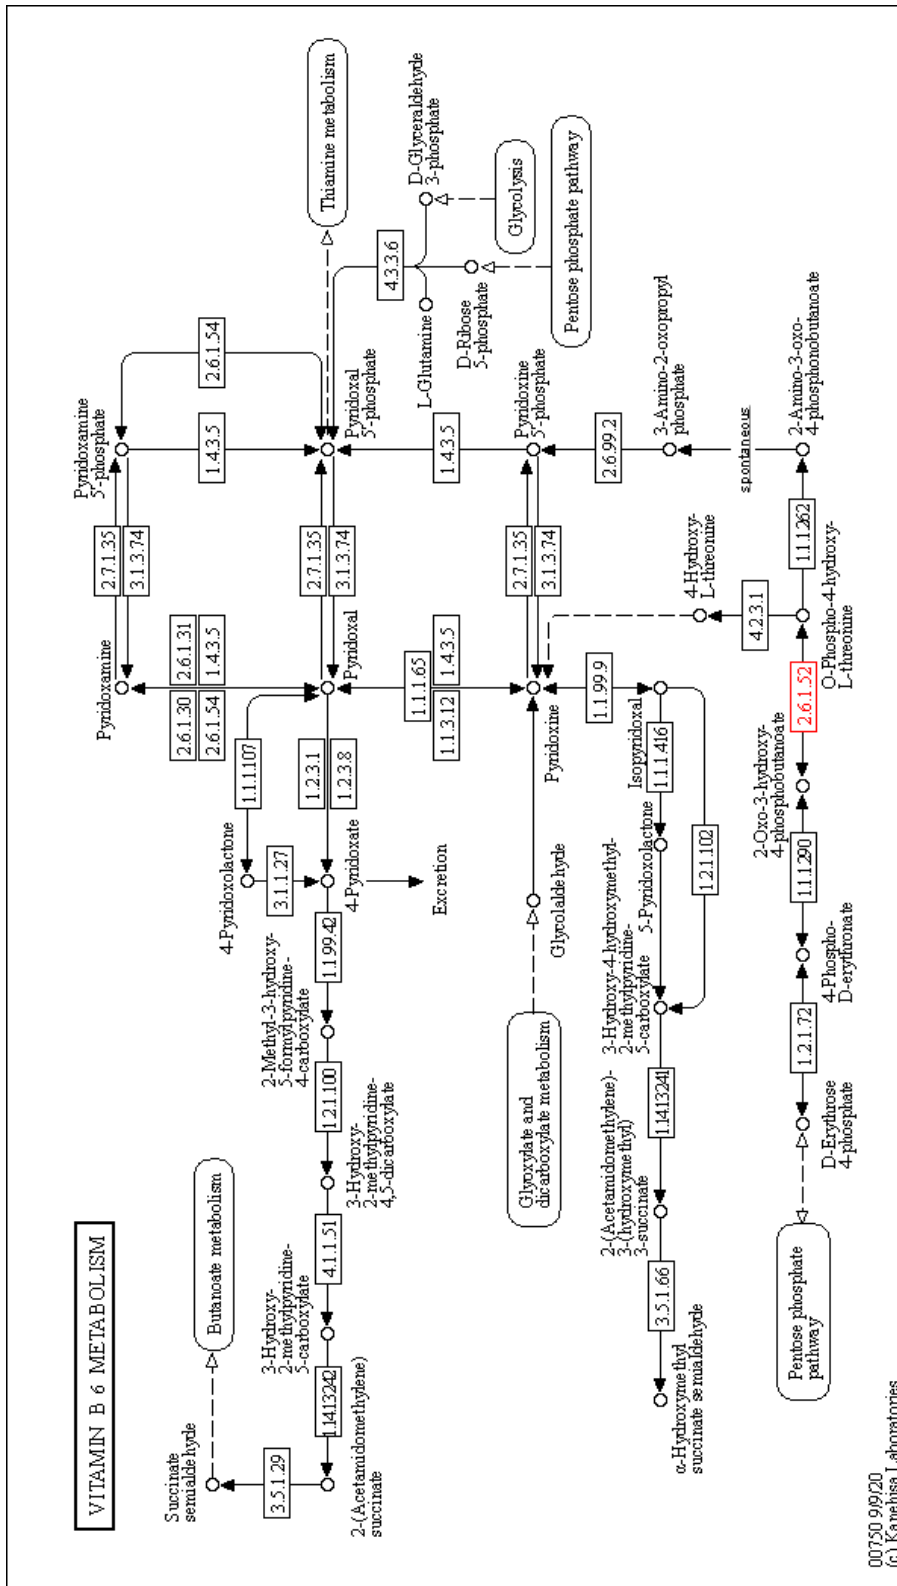 VITAMIN B 6 METABOLISM
Succinate
semialdehyde
Butanoate metabolism
3.5.1.29
2-(Acetamidomethylene)
succinate
1.14.13.242
3-Hydroxy-
2-methylpyridine-
5-carboxylate
4.1.1.51
3-Hydroxy-
2-methylpyridine-
4,5-dicarboxylate
1.2.1.100
2-Methyl-3-hydroxy-
5-formylpyridine-
4-carboxylate
1.1.99.42
4-Pyridoxolactone
3.1.1.27
4-Pyridoxate
Excretion
1.1.1.107
1.2.3.1
1.2.3.8
Pyridoxamine
2.6.1.30
2.6.1.31
2.6.1.54
1.4.3.5
Pyridoxal
2.7.1.35
3.1.3.74
Pyridoxamine
5'-phosphate
1.4.3.5
2.6.1.54
2.7.1.35
3.1.3.74
Pyridoxal
5'-phosphate
Thiamine metabolism
4.3.3.6
L-Glutamine
D-Glyceraldehyde
3-phosphate
D-Ribose
5-phosphate
Glycolysis
Pentose phosphate pathway
1.1.1.65
1.1.3.12
1.4.3.5
1.4.3.5
Glyoxylate and
dicarboxylate metabolism
Glycolaldehyde
Pyridoxine
2.7.1.35
3.1.3.74
Pyridoxine
5'-phosphate
2.6.99.2
3-Amino-2-oxopropyl
phosphate
spontaneous
2-Amino-3-oxo-
4-phosphonobutanoate
1.1.99.9
Isopyridoxal
1.1.1.416
5-Pyridoxolactone
1.2.1.102
3-Hydroxy-4-hydroxymethyl-
2-methylpyridine-
5-carboxylate
1.14.13.241
2-(Acetamidomethylene)-
3-(hydroxymethyl)
3-succinate
3.5.1.66
α-Hydroxymethyl
succinate semialdehyde
4-Hydroxy-
L-threonine
4.2.3.1
1.1.1.262
O-Phospho-4-hydroxy-
L-threonine
2.6.1.52
2-Oxo-3-hydroxy-
4-phosphobutanoate
1.1.1.290
4-Phospho-
D-erythronate
1.2.1.72
D-Erythrose
4-phosphate
Pentose phosphate
pathway
00750 9/9/20
(c) Kanehisa Laboratories